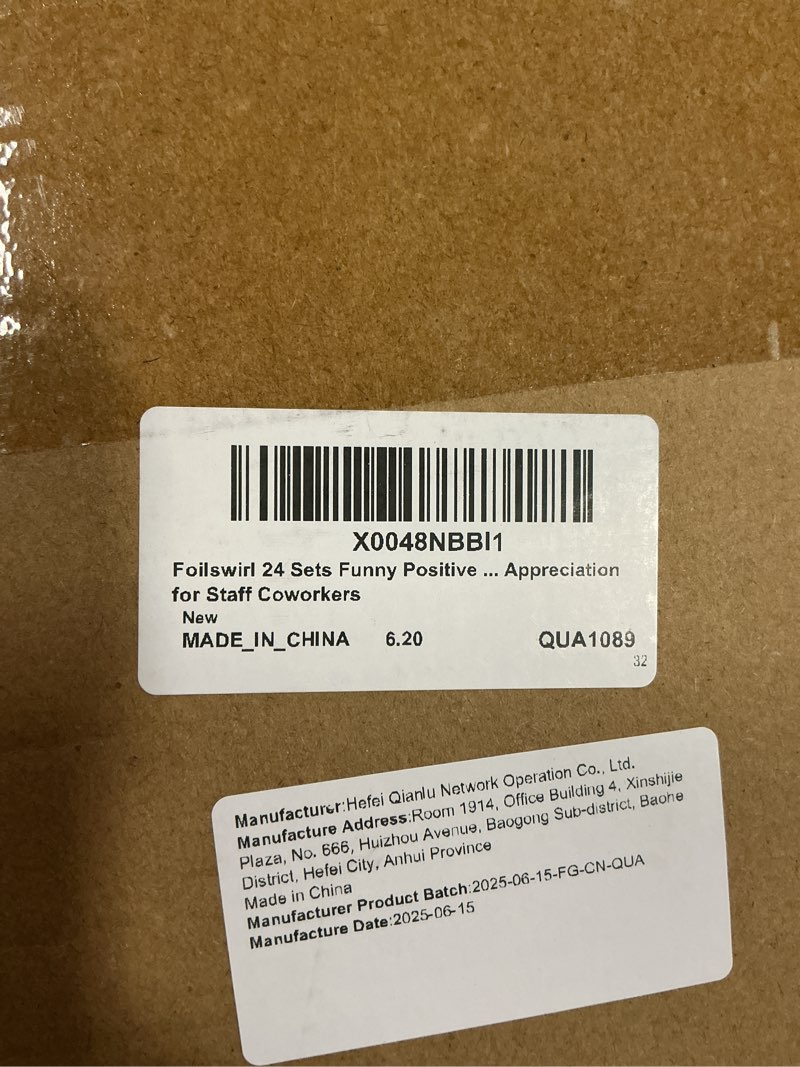 X0048NBBI1
Foilswirl 24 Sets Funny Positive ... Appreciation
for Staff Coworkers
New
MADE_IN_CHINA 6.20 QUA1089
32
Manufacturer:Hefei Qianlu Network Operation Co., Ltd.
Manufacture Address:Room 1914, Office Building 4, Xinshijie
Plaza, No. 666, Huizhou Avenue, Baogong Sub-district, Baohe
District, Hefei City, Anhui Province
Made in China
Manufacturer Product Batch:2025-06-15-FG-CN-QUA
Manufacture Date:2025-06-15